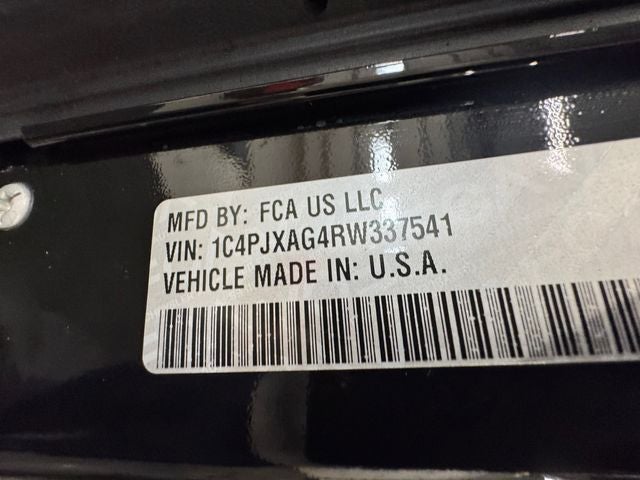 MFD BY: FCA US LLC
VIN: 1C4PJXAG4RW337541
VEHICLE MADE IN: U.S.A.